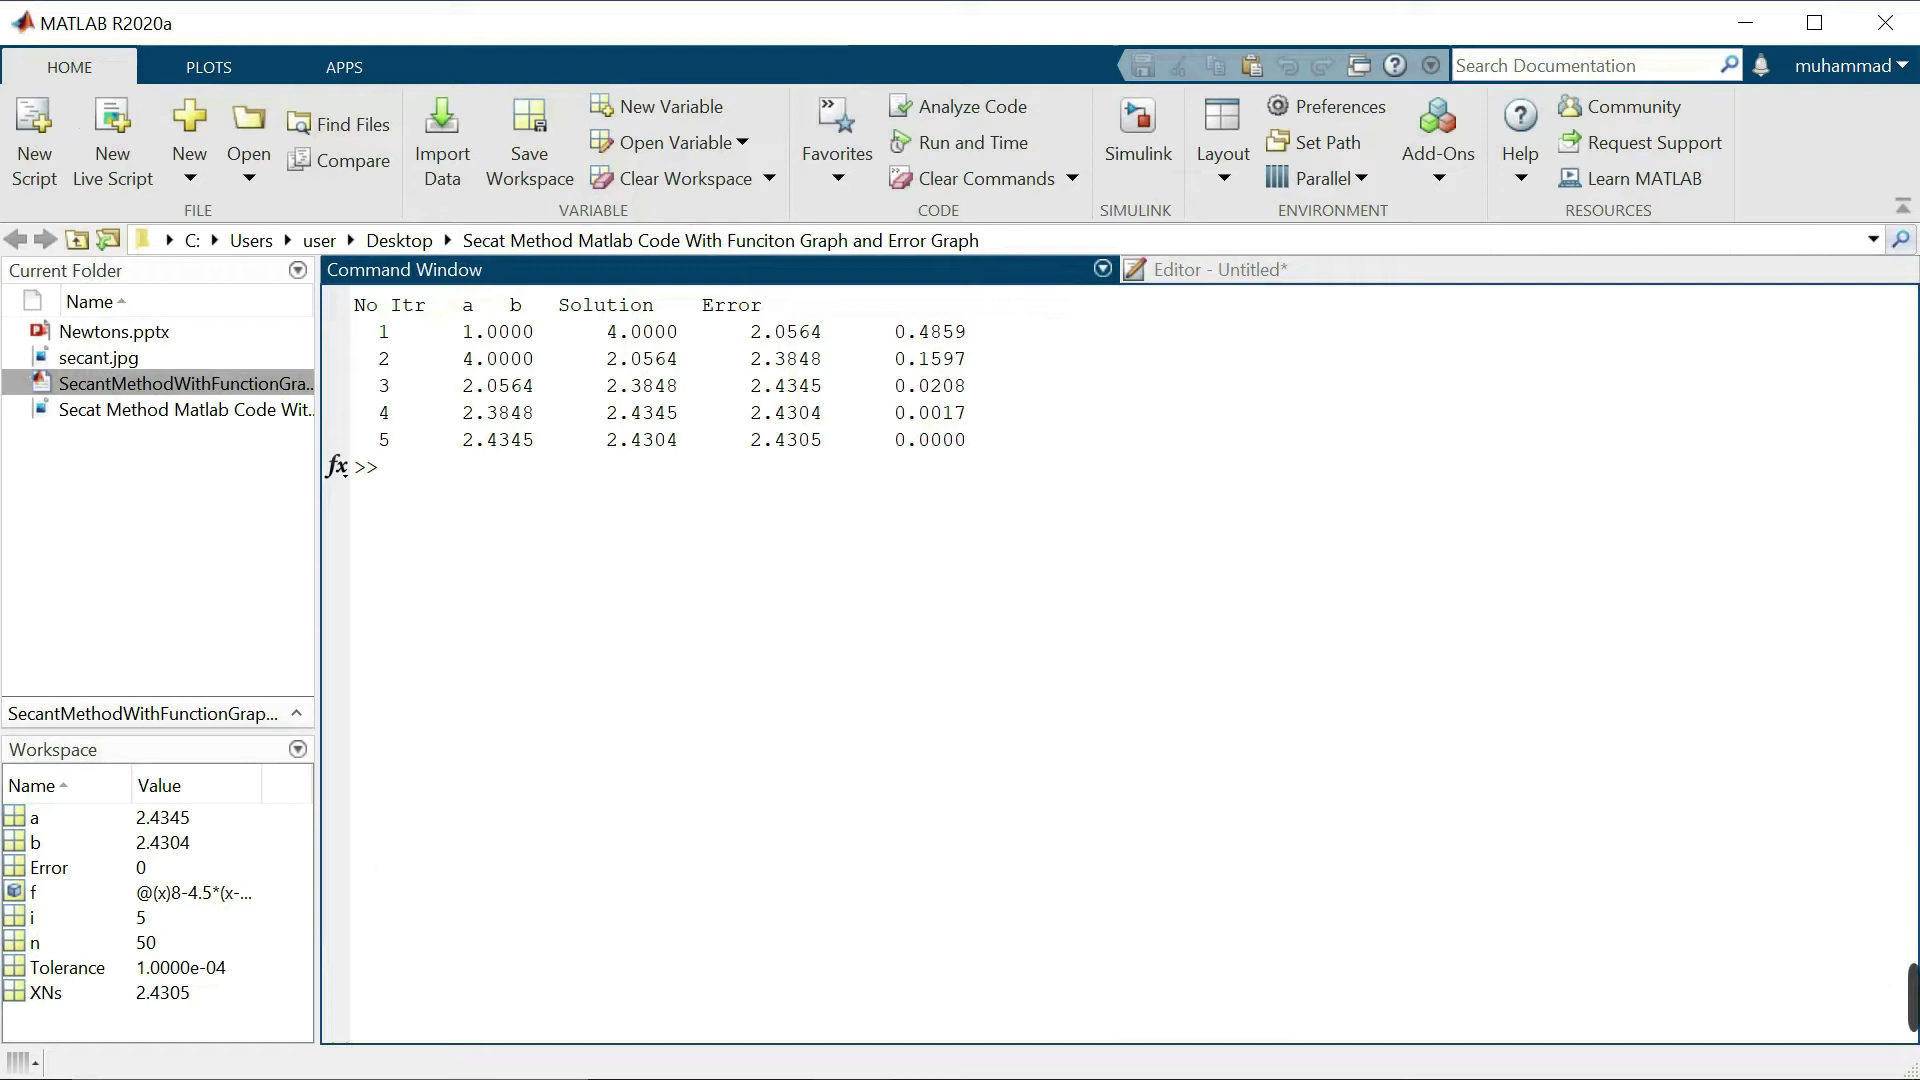 MATLAB R2020a
HOME PLOTS APPS
Search Documentation
muhammad
New Script
New Live Script
New
Open
Find Files
Compare
FILE
Import Data
Save Workspace
New Variable
Open Variable
Clear Workspace
VARIABLE
Favorites
Analyze Code
Run and Time
Clear Commands
CODE
Simulink
SIMULINK
Layout
Preferences
Set Path
Parallel
Add-Ons
ENVIRONMENT
Help
Community
Request Support
Learn MATLAB
RESOURCES
C: Users user Desktop Secat Method Matlab Code With Funciton Graph and Error Graph
Current Folder
Name
Newtons.pptx
secant.jpg
SecantMethodWithFunctionGra...
Secat Method Matlab Code Wit...
SecantMethodWithFunctionGrap...
Workspace
Name Value
a 2.4345
b 2.4304
Error 0
f @(x)8-4.5*(x-...
i 5
n 50
Tolerance 1.0000e-04
XNs 2.4305
Command Window
Editor - Untitled*
No Itr a b Solution Error
1 1.0000 4.0000 2.0564 0.4859
2 4.0000 2.0564 2.3848 0.1597
3 2.0564 2.3848 2.4345 0.0208
4 2.3848 2.4345 2.4304 0.0017
5 2.4345 2.4304 2.4305 0.0000
fx >>